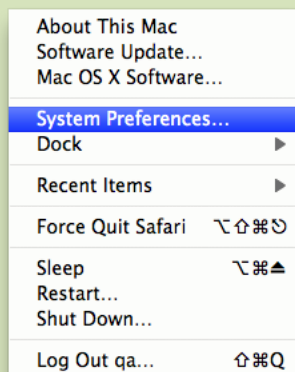 About This Mac
Software Update...
Mac OS X Software...
System Preferences...
Dock ▶
Recent Items ▶
Force Quit Safari ⌥⇧⌘⎋
Sleep ⌥⌘⏏
Restart...
Shut Down...
Log Out qa... ⇧⌘Q